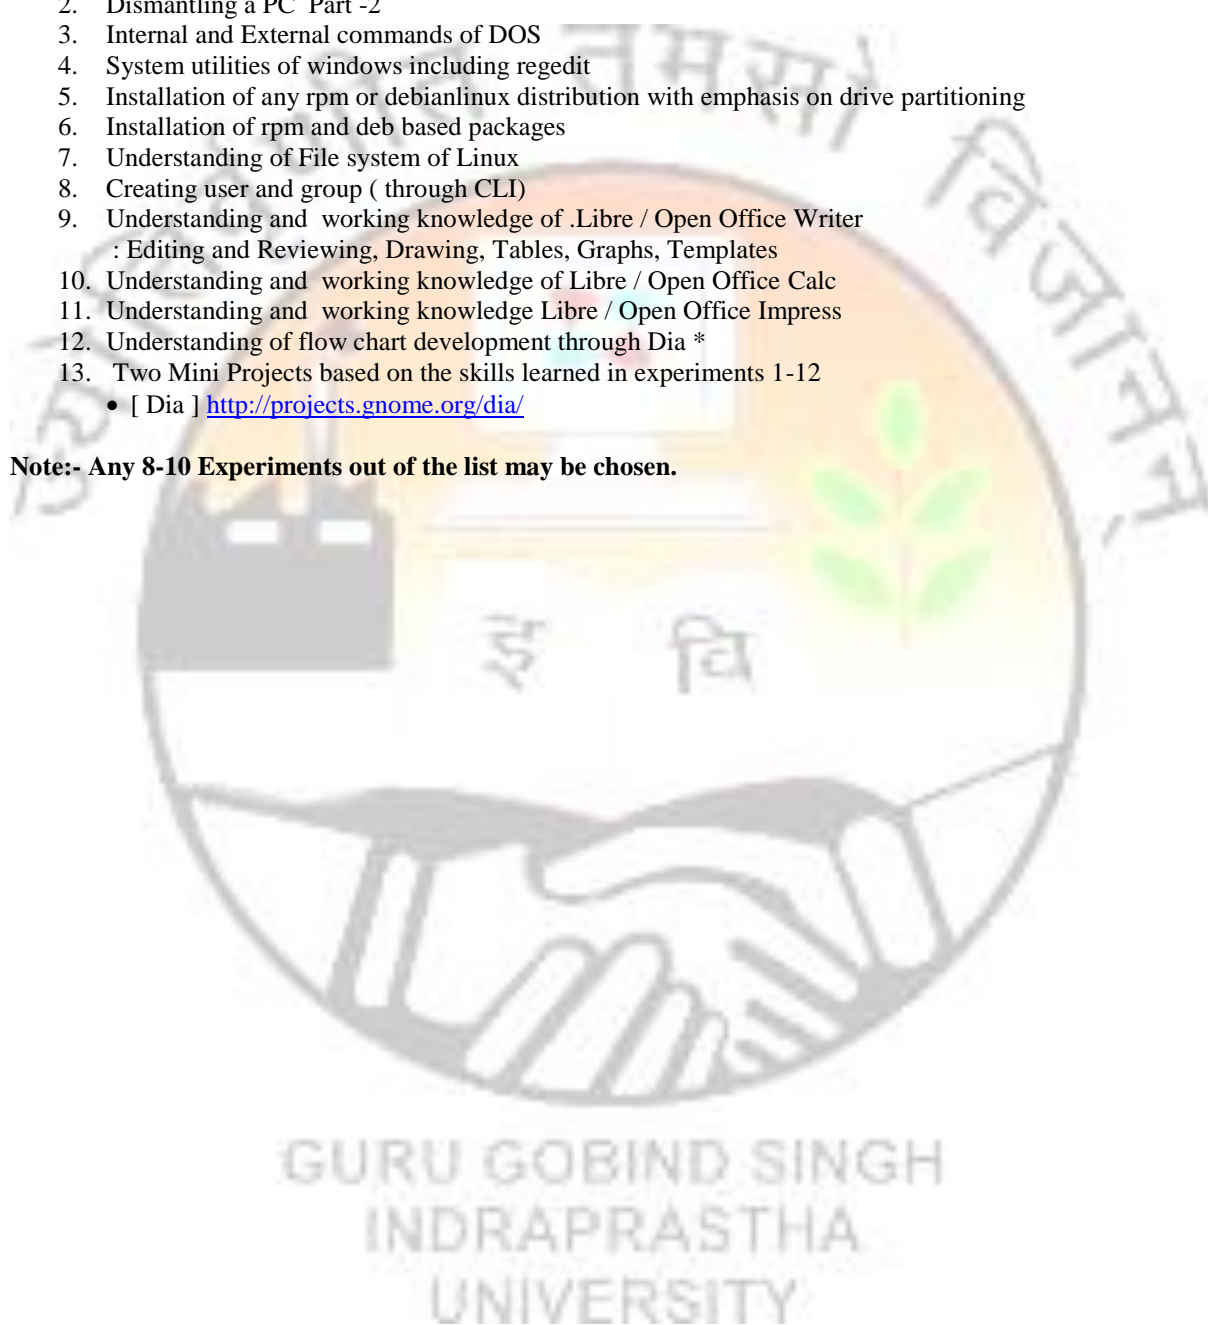 2. Dismantling a PC Part -2
3. Internal and External commands of DOS
4. System utilities of windows including regedit
5. Installation of any rpm or debianlinux distribution with emphasis on drive partitioning
6. Installation of rpm and deb based packages
7. Understanding of File system of Linux
8. Creating user and group ( through CLI)
9. Understanding and working knowledge of .Libre / Open Office Writer
: Editing and Reviewing, Drawing, Tables, Graphs, Templates
10. Understanding and working knowledge of Libre / Open Office Calc
11. Understanding and working knowledge Libre / Open Office Impress
12. Understanding of flow chart development through Dia *
13. Two Mini Projects based on the skills learned in experiments 1-12
• [ Dia ] http://projects.gnome.org/dia/
Note:- Any 8-10 Experiments out of the list may be chosen.
GURU GOBIND SINGH
INDRAPRASTHA
UNIVERSITY